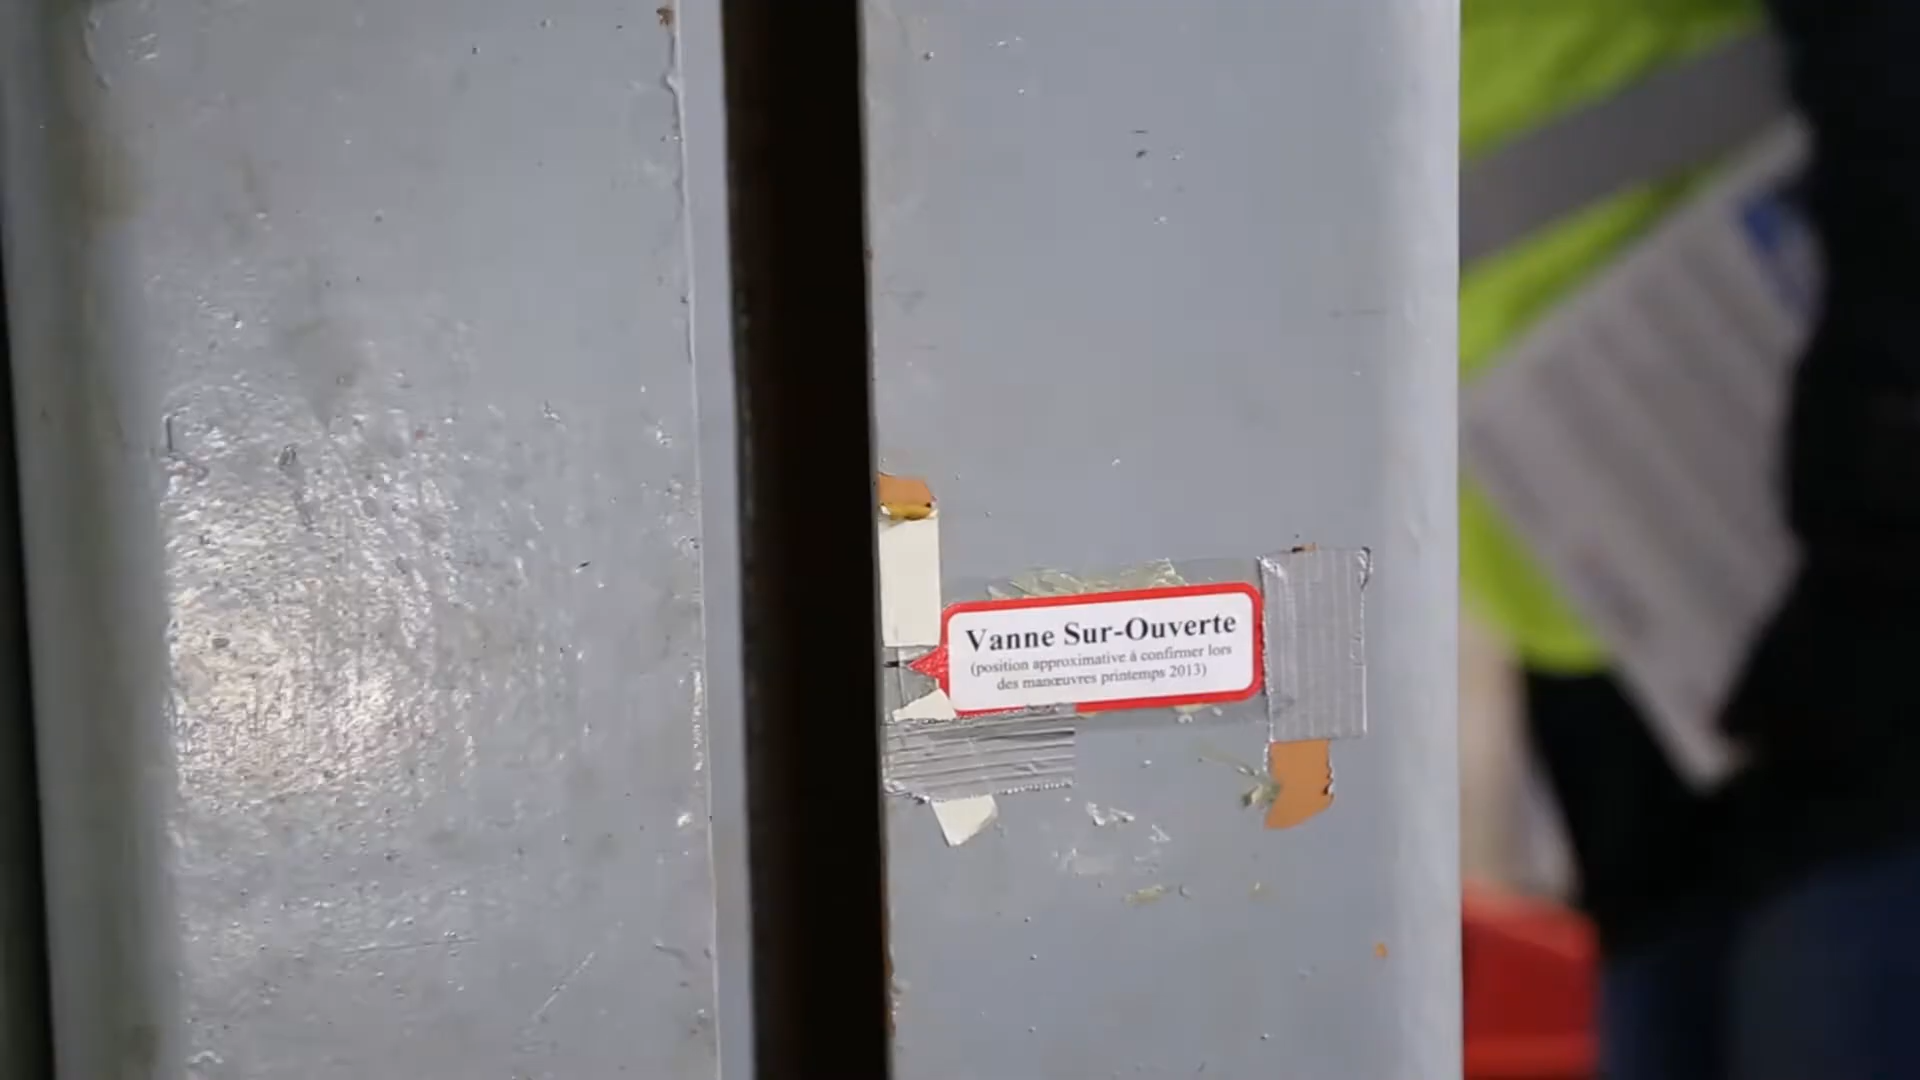 Vanne Sur-Ouverte
(position approximative à confirmer lors
des manœuvres printemps 2013)